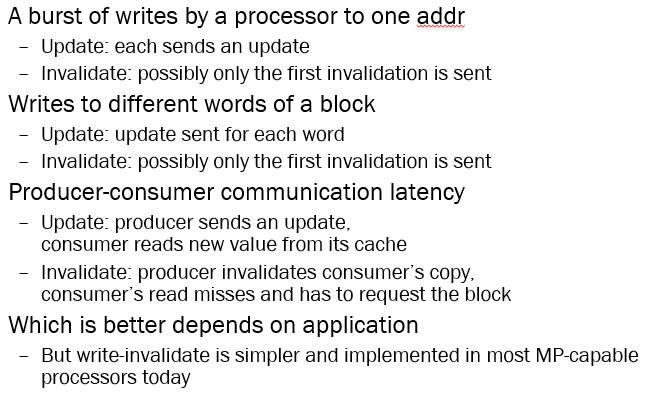 A burst of writes by a processor to one addr
– Update: each sends an update
– Invalidate: possibly only the first invalidation is sent
Writes to different words of a block
– Update: update sent for each word
– Invalidate: possibly only the first invalidation is sent
Producer-consumer communication latency
– Update: producer sends an update,
consumer reads new value from its cache
– Invalidate: producer invalidates consumer's copy,
consumer's read misses and has to request the block
Which is better depends on application
– But write-invalidate is simpler and implemented in most MP-capable
processors today